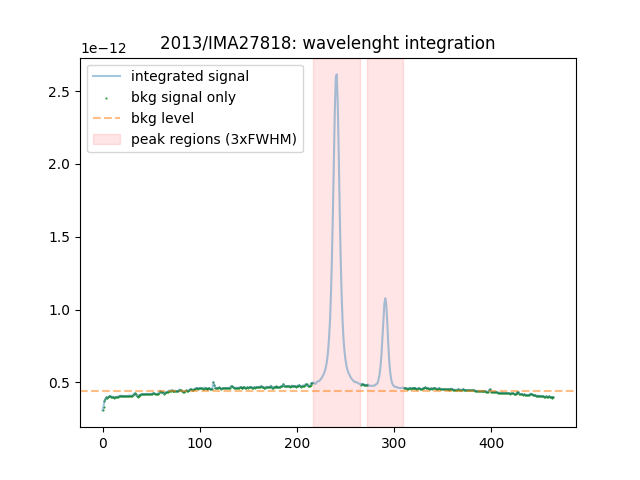 2013/IMA27818: wavelenght integration
1e−12
integrated signal
bkg signal only
bkg level
peak regions (3xFWHM)
2.5
2.0
1.5
1.0
0.5
0 100 200 300 400